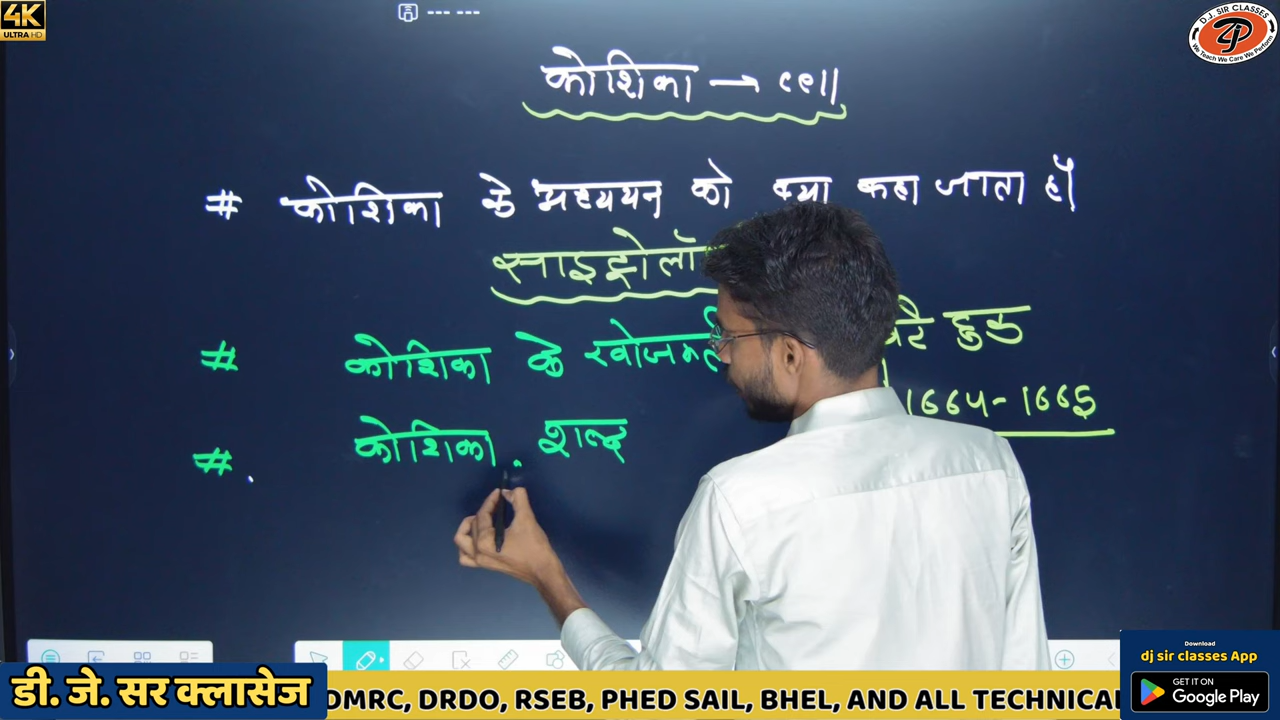 4K
ULTRA HD
D.J. SIR CLASSES
We Teach We Care We Perform
कोशिका → cell
# कोशिका के अध्ययन को क्या कहा जाता हैं
साइटोलॉ
# कोशिका के खोजकर्त
र्ट हुक
1664-1665
# कोशिका शब्द
डी. जे. सर क्लासेज
DMRC, DRDO, RSEB, PHED SAIL, BHEL, AND ALL TECHNICAL
Download
dj sir classes App
GET IT ON
Google Play